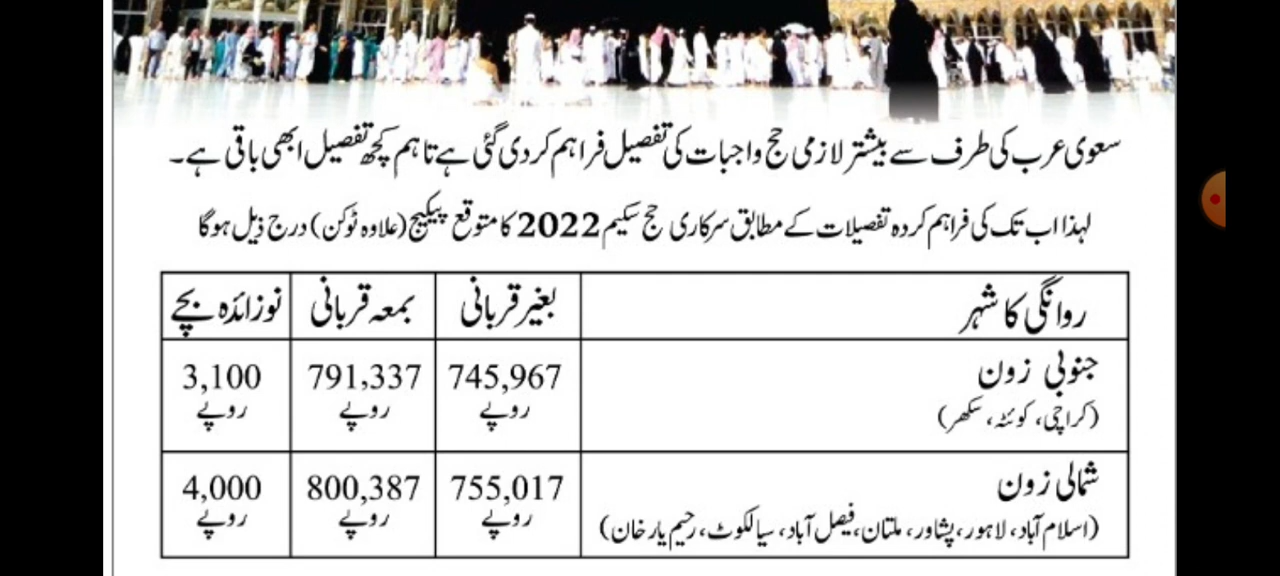 سعودی عرب کی طرف سے بیشتر لازمی حج واجبات کی تفصیل فراہم کردی گئی ہے تاہم کچھ تفصیل ابھی باقی ہے۔
لہذا اب تک کی فراہم کردہ تفصیلات کے مطابق سرکاری حج سکیم 2022 کا متوقع پیکیج (علاوہ ٹوکن) درج ذیل ہوگا
روانگی کا شہر بغیر قربانی بمعہ قربانی نوزائدہ بچے
جنوبی زون 745,967 791,337 3,100
(کراچی، کوئٹہ، سکھر) روپے روپے روپے
شمالی زون 755,017 800,387 4,000
(اسلام آباد، لاہور، پشاور، ملتان، فیصل آباد، سیالکوٹ، رحیم یار خان) روپے روپے روپے